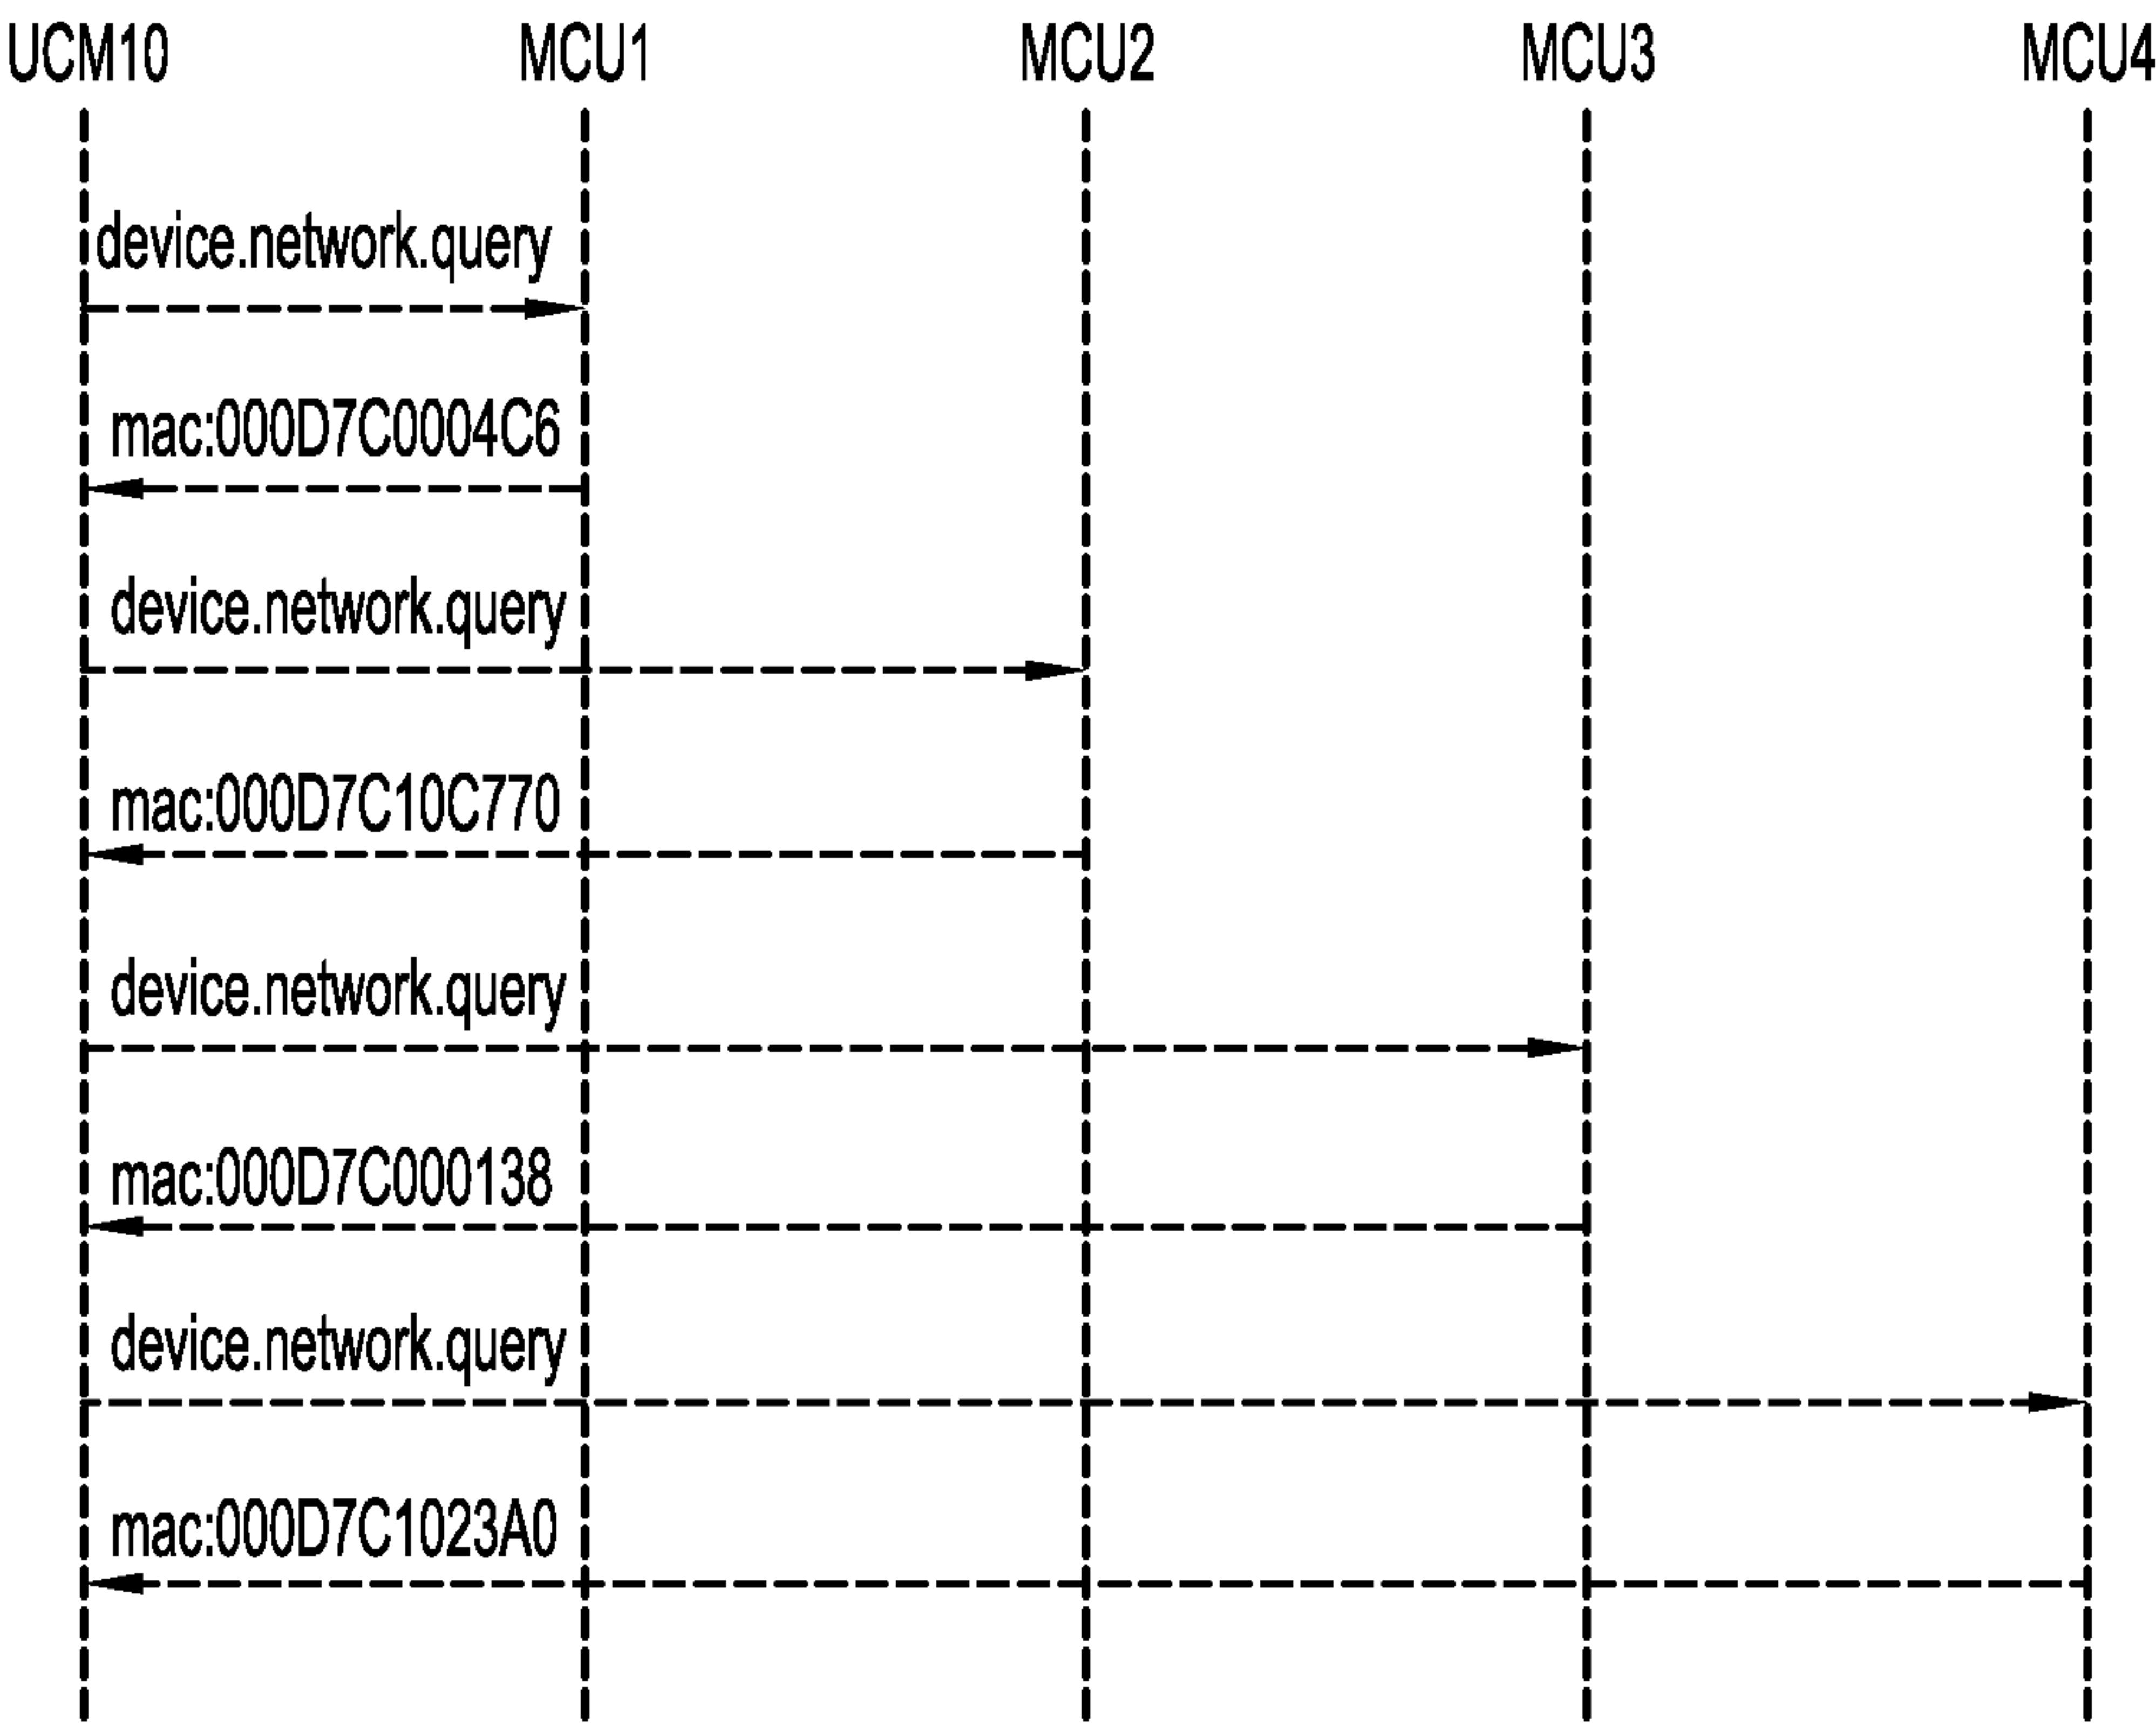 UCM10 MCU1 MCU2 MCU3 MCU4
device.network.query
mac:000D7C0004C6
device.network.query
mac:000D7C10C770
device.network.query
mac:000D7C000138
device.network.query
mac:000D7C1023A0